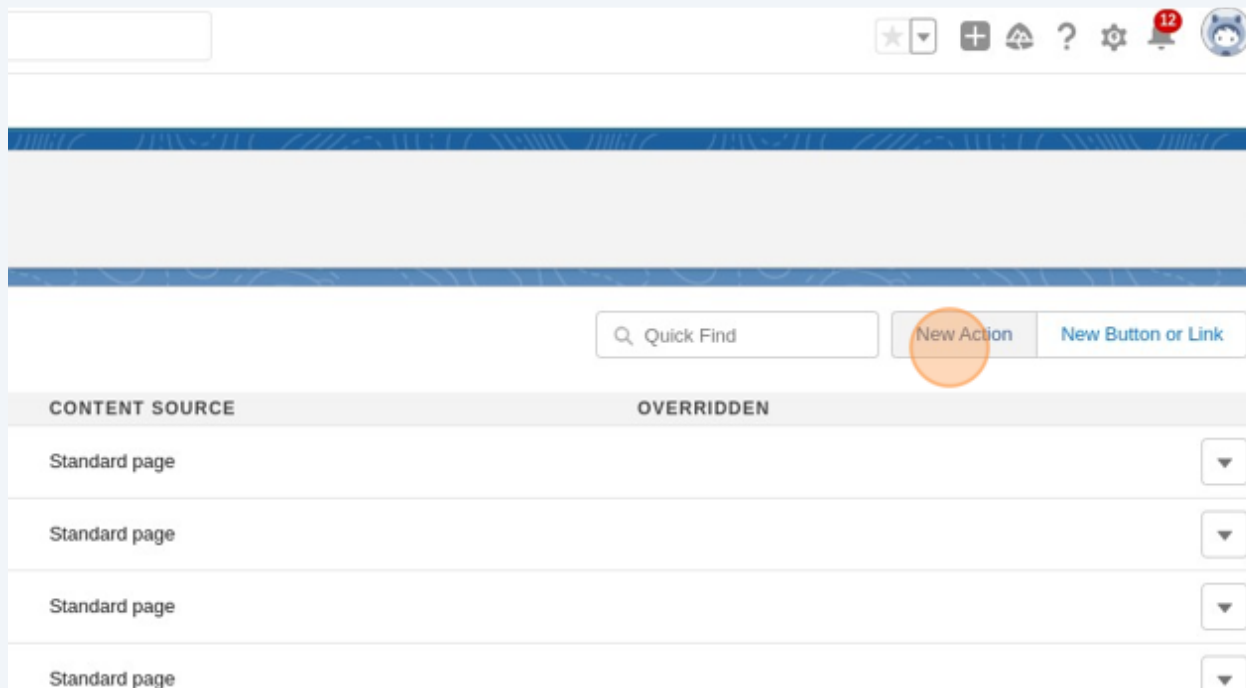 12
Quick Find
New Action
New Button or Link
CONTENT SOURCE
OVERRIDDEN
Standard page
Standard page
Standard page
Standard page